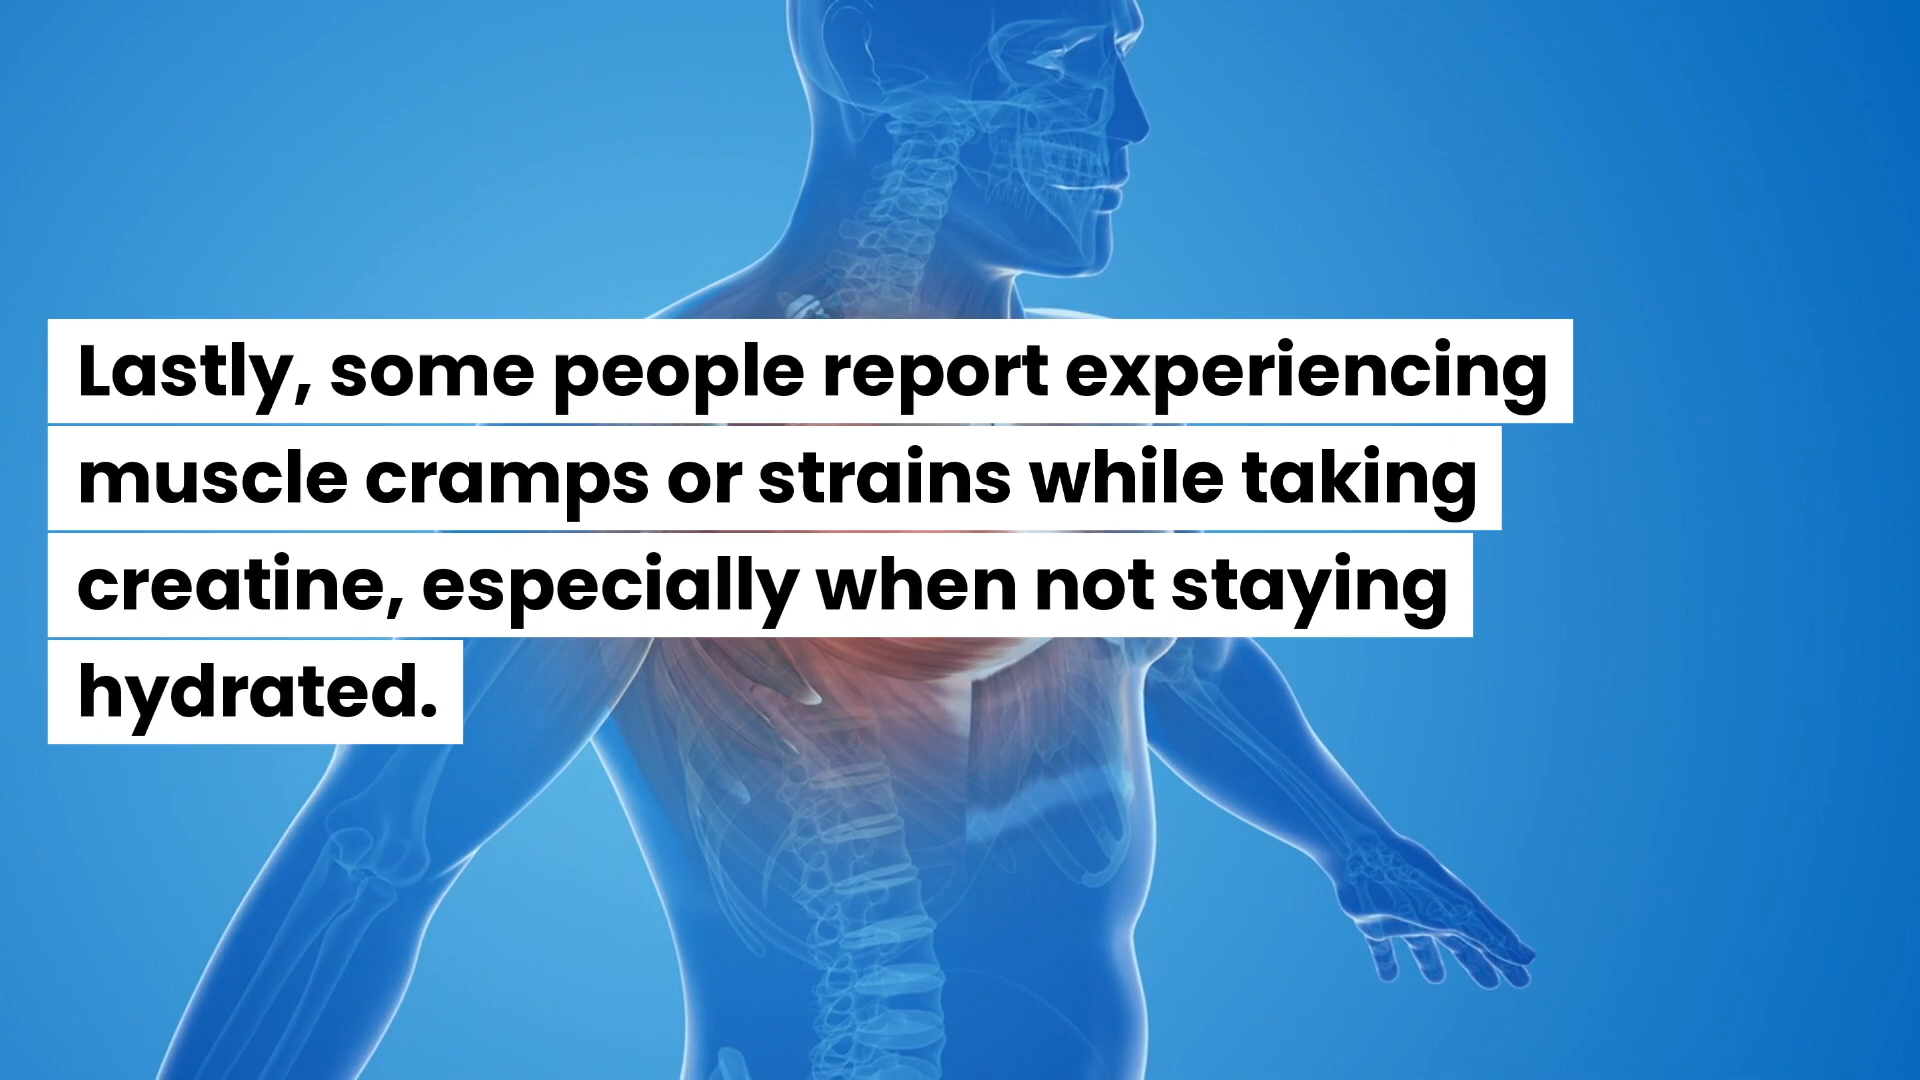 Lastly, some people report experiencing
muscle cramps or strains while taking
creatine, especially when not staying
hydrated.